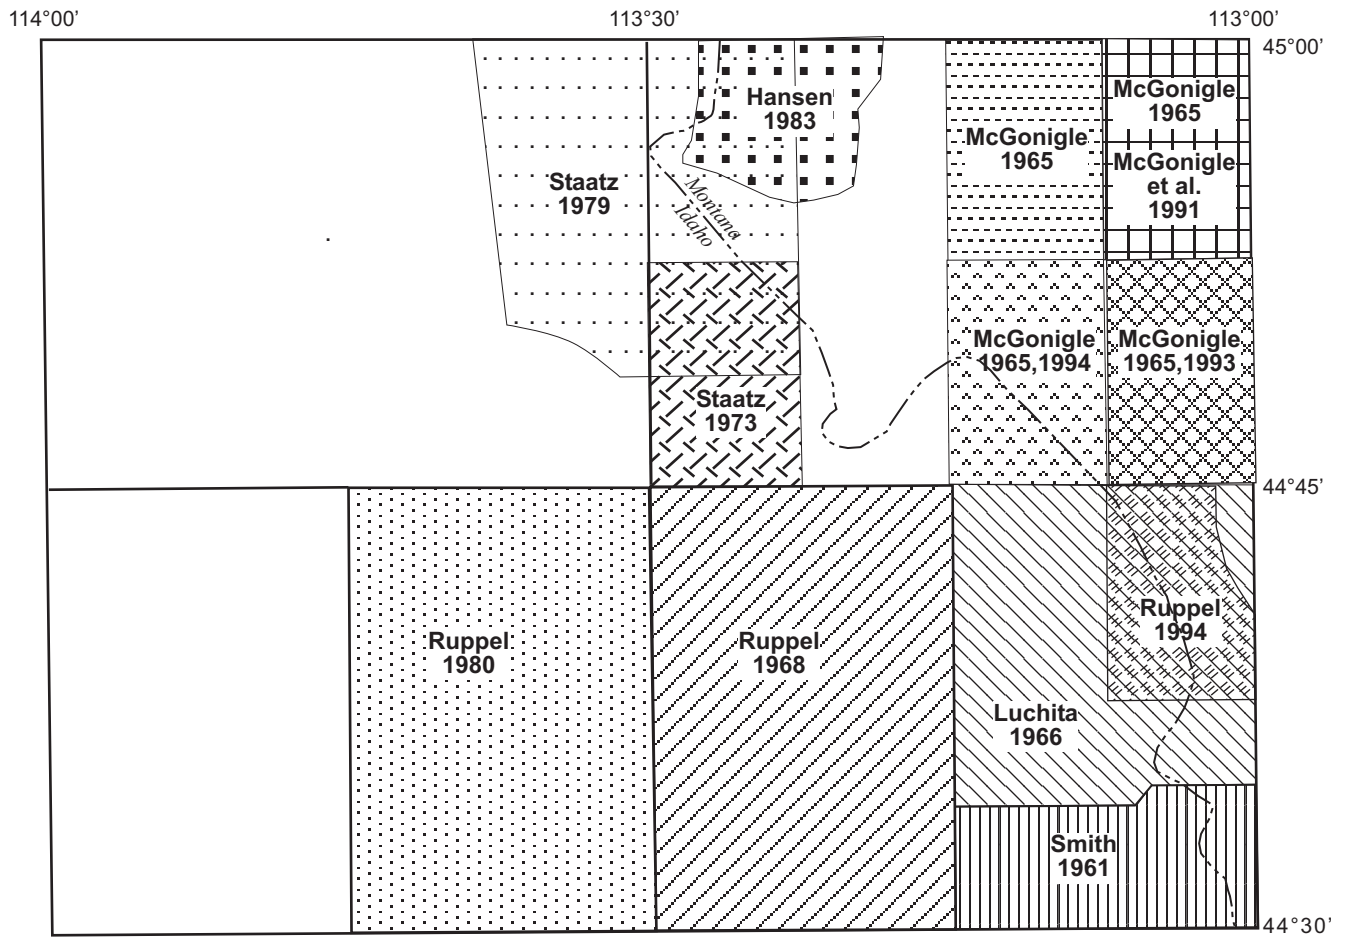 114°00’
113°30’
113°00’
45°00’
Hansen
1983
McGonigle
1965
McGonigle
1965
McGonigle
et al.
1991
Staatz
1979
Montana
Idaho
McGonigle
1965,1994
McGonigle
1965,1993
Staatz
1973
44°45’
Ruppel
1980
Ruppel
1968
Ruppel
1994
Luchita
1966
Smith
1961
44°30’